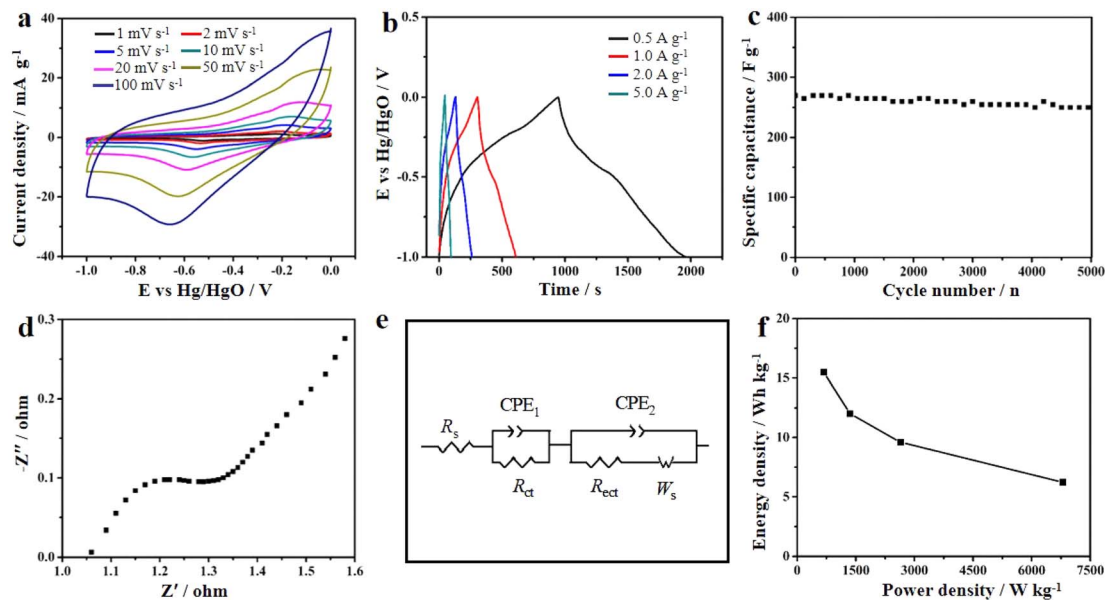 a
Current density / mA g⁻¹
40
20
0
-20
-40
1 mV s⁻¹ 2 mV s⁻¹
5 mV s⁻¹ 10 mV s⁻¹
20 mV s⁻¹ 50 mV s⁻¹
100 mV s⁻¹
-1.0 -0.8 -0.6 -0.4 -0.2 0.0
E vs Hg/HgO / V
b
E vs Hg/HgO / V
0.5
0.0
-0.5
-1.0
0.5 A g⁻¹
1.0 A g⁻¹
2.0 A g⁻¹
5.0 A g⁻¹
0 500 1000 1500 2000
Time / s
c
Specific capacitance / F g⁻¹
400
300
200
100
0
0 1000 2000 3000 4000 5000
Cycle number / n
d
-Z″ / ohm
0.3
0.2
0.1
0.0
1.0 1.1 1.2 1.3 1.4 1.5 1.6
Z′ / ohm
e
CPE₁ CPE₂
Rₛ
R_ct R_ect Wₛ
f
Energy density / Wh kg⁻¹
20
15
10
5
0
0 1500 3000 4500 6000 7500
Power density / W kg⁻¹